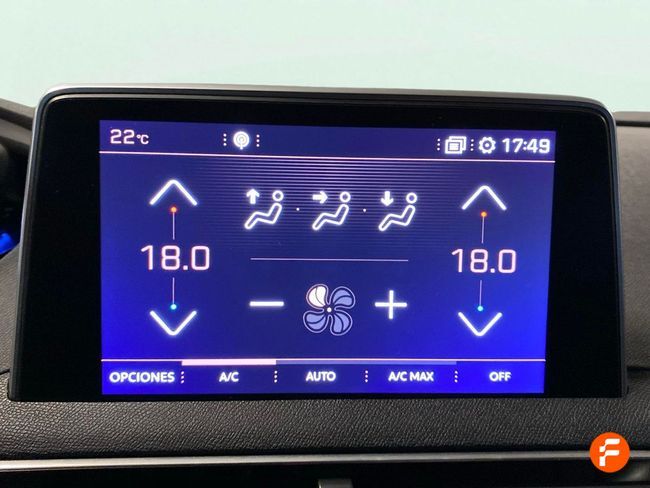 22°C 17:49
18.0 18.0
OPCIONES A/C AUTO A/C MAX OFF